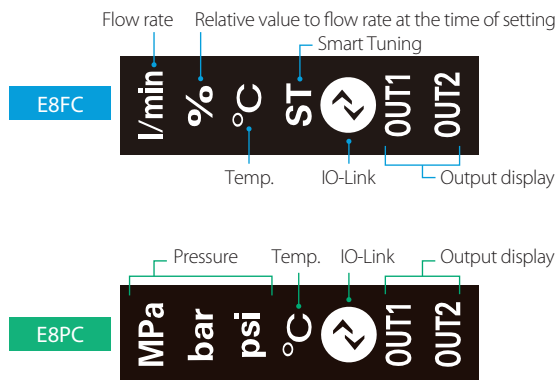 Flow rate
Relative value to flow rate at the time of setting
Smart Tuning
E8FC
l/min
%
°C
ST
OUT1
OUT2
Temp.
IO-Link
Output display
Pressure
Temp.
IO-Link
Output display
E8PC
MPa
bar
psi
°C
OUT1
OUT2